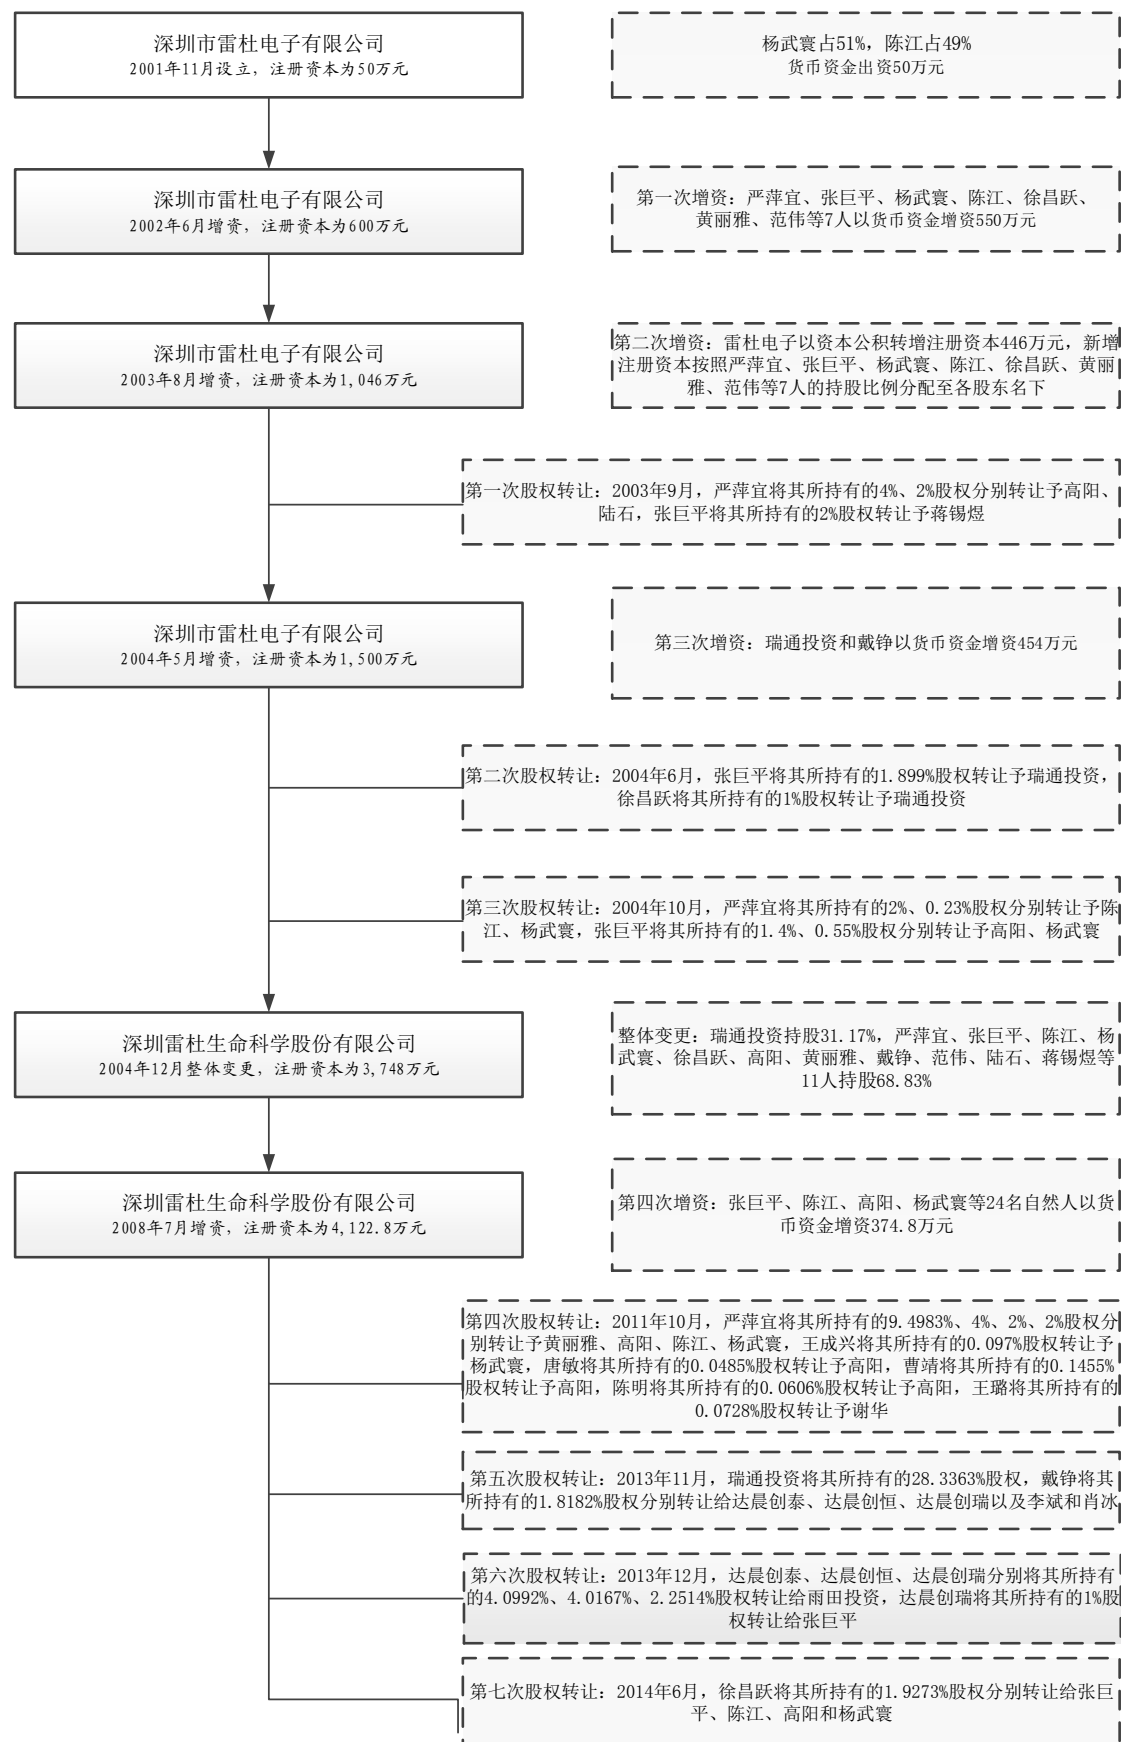 深圳市雷杜电子有限公司
2001年11月设立，注册资本为50万元
杨武寰占51%，陈江占49%
货币资金出资50万元
深圳市雷杜电子有限公司
2002年6月增资，注册资本为600万元
第一次增资：严萍宜、张巨平、杨武寰、陈江、徐昌跃、
黄丽雅、范伟等7人以货币资金增资550万元
深圳市雷杜电子有限公司
2003年8月增资，注册资本为1,046万元
第二次增资：雷杜电子以资本公积转增注册资本446万元，新增
注册资本按照严萍宜、张巨平、杨武寰、陈江、徐昌跃、黄丽
雅、范伟等7人的持股比例分配至各股东名下
第一次股权转让：2003年9月，严萍宜将其所持有的4%、2%股权分别转让予高阳、
陆石，张巨平将其所持有的2%股权转让予蒋锡煜
深圳市雷杜电子有限公司
2004年5月增资，注册资本为1,500万元
第三次增资：瑞通投资和戴铮以货币资金增资454万元
第二次股权转让：2004年6月，张巨平将其所持有的1.899%股权转让予瑞通投资，
徐昌跃将其所持有的1%股权转让予瑞通投资
第三次股权转让：2004年10月，严萍宜将其所持有的2%、0.23%股权分别转让予陈
江、杨武寰，张巨平将其所持有的1.4%、0.55%股权分别转让予高阳、杨武寰
深圳雷杜生命科学股份有限公司
2004年12月整体变更，注册资本为3,748万元
整体变更：瑞通投资持股31.17%，严萍宜、张巨平、陈江、杨
武寰、徐昌跃、高阳、黄丽雅、戴铮、范伟、陆石、蒋锡煜等
11人持股68.83%
深圳雷杜生命科学股份有限公司
2008年7月增资，注册资本为4,122.8万元
第四次增资：张巨平、陈江、高阳、杨武寰等24名自然人以货
币资金增资374.8万元
第四次股权转让：2011年10月，严萍宜将其所持有的9.4983%、4%、2%、2%股权分
别转让予黄丽雅、高阳、陈江、杨武寰，王成兴将其所持有的0.097%股权转让予
杨武寰，唐敏将其所持有的0.0485%股权转让予高阳，曹靖将其所持有的0.1455%
股权转让予高阳，陈明将其所持有的0.0606%股权转让予高阳，王璐将其所持有的
0.0728%股权转让予谢华
第五次股权转让：2013年11月，瑞通投资将其所持有的28.3363%股权，戴铮将其
所持有的1.8182%股权分别转让给达晨创泰、达晨创恒、达晨创瑞以及李斌和肖冰
第六次股权转让：2013年12月，达晨创泰、达晨创恒、达晨创瑞分别将其所持有
的4.0992%、4.0167%、2.2514%股权转让给雨田投资，达晨创瑞将其所持有的1%股
权转让给张巨平
第七次股权转让：2014年6月，徐昌跃将其所持有的1.9273%股权分别转让给张巨
平、陈江、高阳和杨武寰